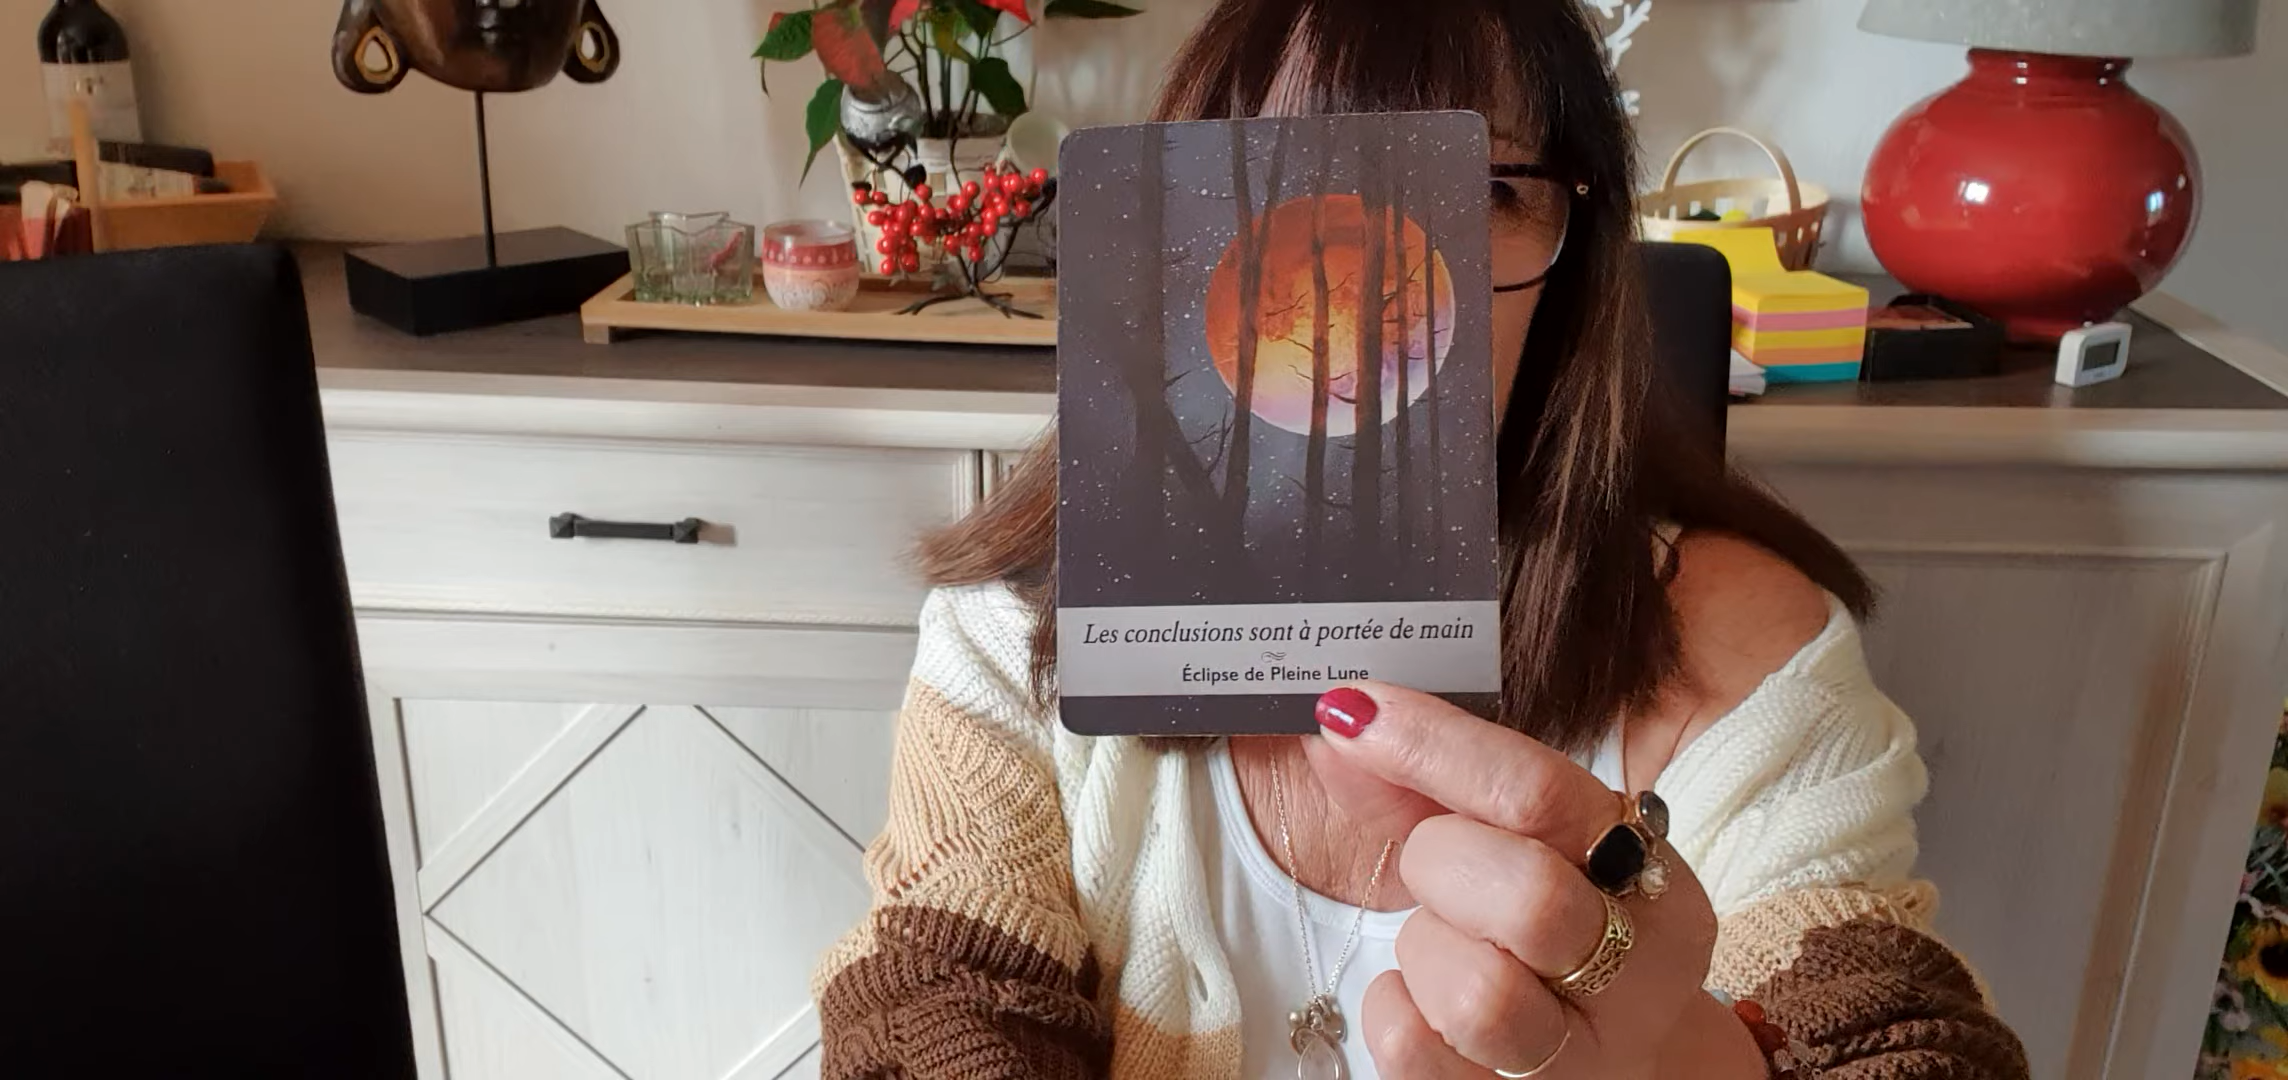 Les conclusions sont à portée de main
Éclipse de Pleine Lune